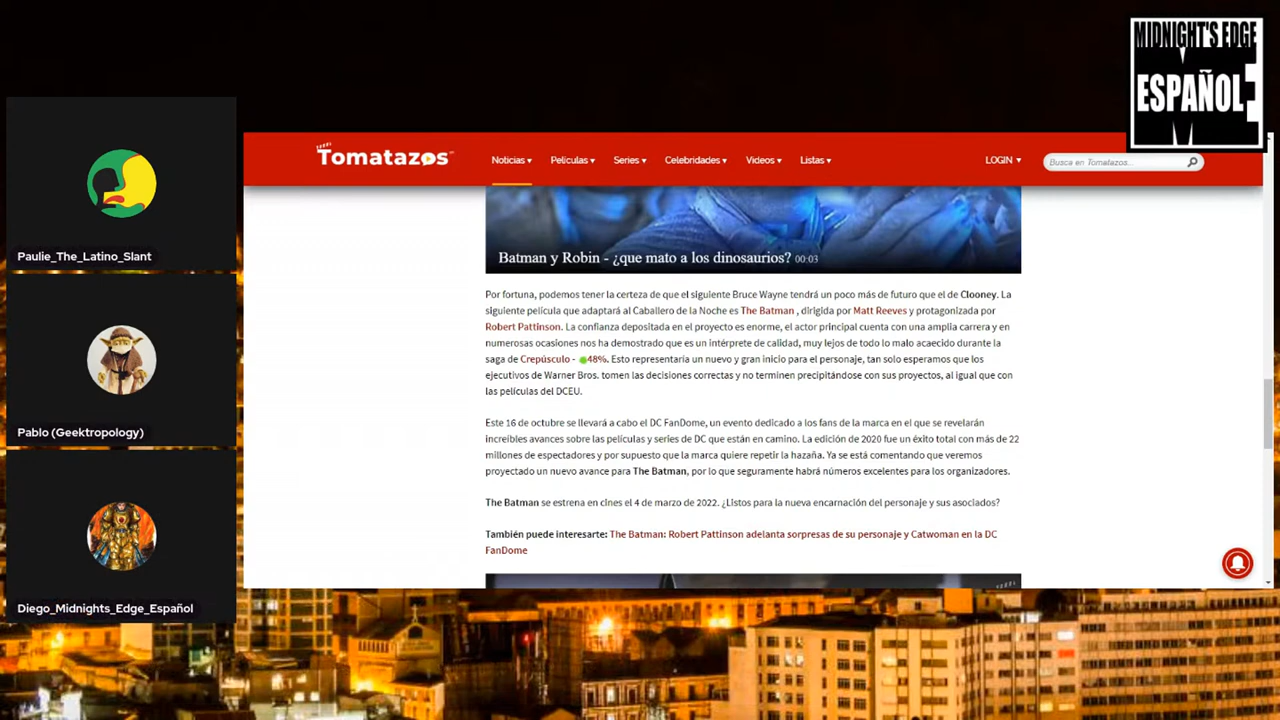 MIDNIGHT'S EDGE
ESPAÑOL
Tomatazos
Noticias
Películas
Series
Celebridades
Videos
Listas
LOGIN
Busca en Tomatazos...
Paulie_The_Latino_Slant
Pablo (Geektropology)
Diego_Midnights_Edge_Español
Batman y Robin - ¿que mato a los dinosaurios? 00:03
Por fortuna, podemos tener la certeza de que el siguiente Bruce Wayne tendrá un poco más de futuro que el de Clooney. La
siguiente película que adaptará al Caballero de la Noche es The Batman , dirigida por Matt Reeves y protagonizada por
Robert Pattinson. La confianza depositada en el proyecto es enorme, el actor principal cuenta con una amplia carrera y en
numerosas ocasiones nos ha demostrado que es un intérprete de calidad, muy lejos de todo lo malo acaecido durante la
saga de Crepúsculo - 48%. Esto representaría un nuevo y gran inicio para el personaje, tan solo esperamos que los
ejecutivos de Warner Bros. tomen las decisiones correctas y no terminen precipitándose con sus proyectos, al igual que con
las películas del DCEU.
Este 16 de octubre se llevará a cabo el DC FanDome, un evento dedicado a los fans de la marca en el que se revelarán
increíbles avances sobre las películas y series de DC que están en camino. La edición de 2020 fue un éxito total con más de 22
millones de espectadores y por supuesto que la marca quiere repetir la hazaña. Ya se está comentando que veremos
proyectado un nuevo avance para The Batman, por lo que seguramente habrá números excelentes para los organizadores.
The Batman se estrena en cines el 4 de marzo de 2022. ¿Listos para la nueva encarnación del personaje y sus asociados?
También puede interesarte: The Batman: Robert Pattinson adelanta sorpresas de su personaje y Catwoman en la DC
FanDome